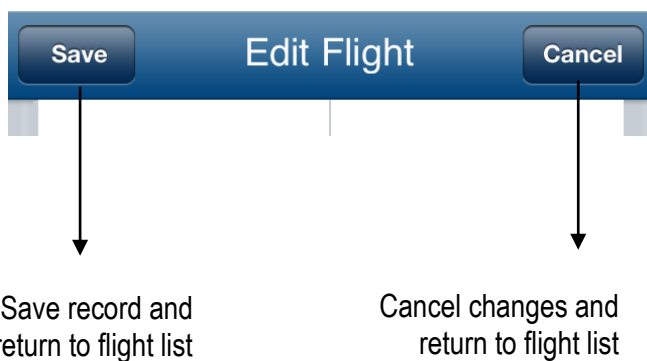 Save Edit Flight Cancel
Save record and
return to flight list
Cancel changes and
return to flight list